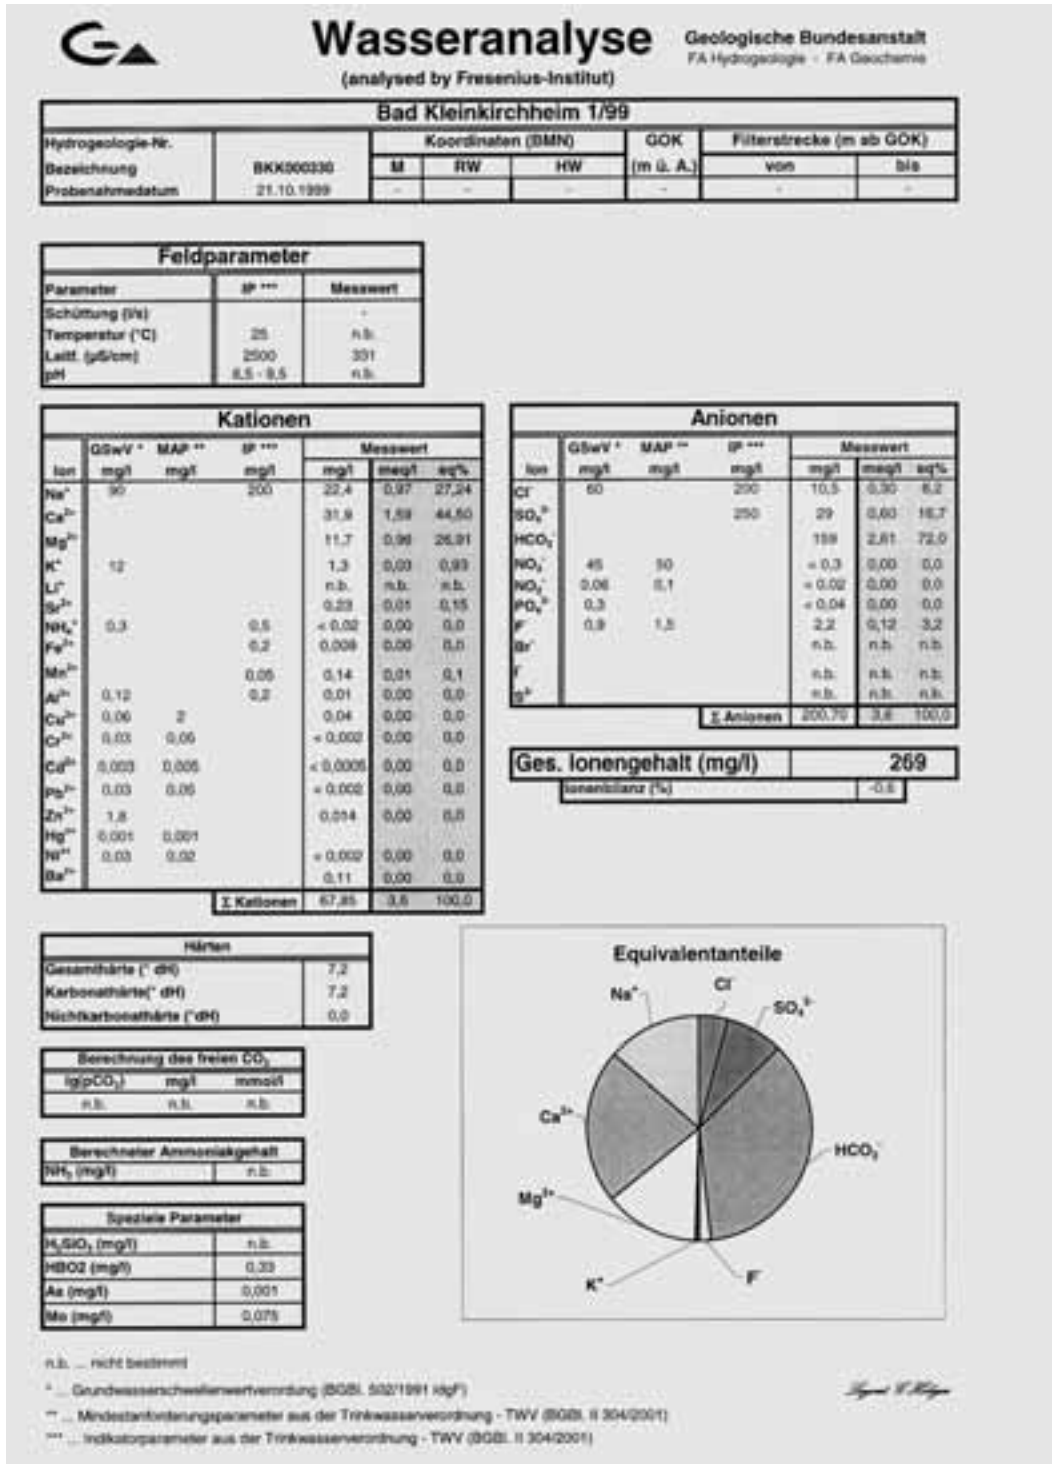 GA
Wasseranalyse
(analysed by Fresenius-Institut)
Geologische Bundesanstalt
FA Hydrogeologie - FA Geochemie
Bad Kleinkirchheim 1/99
Hydrogeologie-Nr. Koordinaten (BMN) GOK Filterstrecke (m ab GOK)
Bezeichnung BKK000330 M RW HW (m ü. A.) von bis
Probenahmedatum 21.10.1999 - - - - - -
Feldparameter
Parameter IP *** Messwert
Schüttung (l/s) -
Temperatur (°C) 25 n.b.
Leitf. (µS/cm) 2500 331
pH 6,5 - 9,5 n.b.
Kationen
GSwV * MAP ** IP *** Messwert
Ion mg/l mg/l mg/l mg/l meq/l eq%
Na⁺ 90 200 22,4 0,97 27,24
Ca²⁺ 31,9 1,59 44,50
Mg²⁺ 11,7 0,96 26,91
K⁺ 12 1,3 0,03 0,93
Li⁺ n.b. n.b. n.b.
Sr²⁺ 0,23 0,01 0,15
NH₄⁺ 0,3 0,5 < 0,02 0,00 0,0
Fe²⁺ 0,2 0,008 0,00 0,0
Mn²⁺ 0,05 0,14 0,01 0,1
Al³⁺ 0,12 0,2 0,01 0,00 0,0
Cu²⁺ 0,06 2 0,04 0,00 0,0
0,03 0,05 < 0,002 0,00 0,0
Cd²⁺ 0,003 0,005 < 0,0005 0,00 0,0
Pb²⁺ 0,03 0,05 < 0,002 0,00 0,0
Zn²⁺ 1,8 0,014 0,00 0,0
0,001 0,001
0,03 0,02 < 0,002 0,00 0,0
Ba²⁺ 0,11 0,00 0,0
Σ Kationen 67,85 3,6 100,0
Anionen
GSwV * MAP ** IP *** Messwert
Ion mg/l mg/l mg/l mg/l meq/l eq%
Cl⁻ 60 200 10,5 0,30 8,2
SO₄²⁻ 250 29 0,60 16,7
HCO₃⁻ 159 2,61 72,0
NO₃⁻ 45 50 < 0,3 0,00 0,0
NO₂⁻ 0,06 0,1 < 0,02 0,00 0,0
PO₄³⁻ 0,3 < 0,04 0,00 0,0
F⁻ 0,9 1,5 2,2 0,12 3,2
Br⁻ n.b. n.b. n.b.
I⁻ n.b. n.b. n.b.
S²⁻ n.b. n.b. n.b.
Σ Anionen 200,70 3,6 100,0
Ges. Ionengehalt (mg/l) 269
Ionenbilanz (%) -0,6
Härten
Gesamthärte (° dH) 7,2
Karbonathärte(° dH) 7,2
Nichtkarbonathärte (°dH) 0,0
Berechnung des freien CO₂
lg(pCO₂) mg/l mmol/l
n.b. n.b. n.b.
Berechneter Ammoniakgehalt
NH₃ (mg/l) n.b.
Spezielle Parameter
H₂SiO₃ (mg/l) n.b.
HBO2 (mg/l) 0,33
As (mg/l) 0,001
Mo (mg/l) 0,075
Equivalentanteile
Cl⁻
SO₄²⁻
HCO₃⁻
F⁻
K⁺
Mg²⁺
Ca²⁺
Na⁺
n.b. ... nicht bestimmt
* ... Grundwasserschwellenwertverordung (BGBl. 502/1991 idgF)
** ... Mindestanforderungsparameter aus der Trinkwasserverordnung - TWV (BGBl. II 304/2001)
*** ... Indikatorparameter aus der Trinkwasserverordnung - TWV (BGBl. II 304/2001)